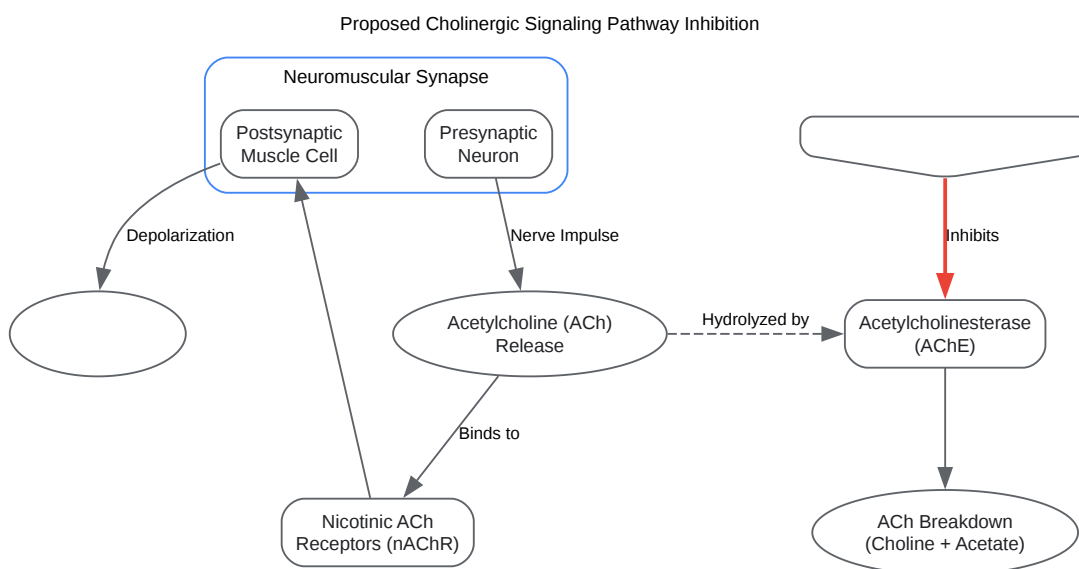 Proposed Cholinergic Signaling Pathway Inhibition
Neuromuscular Synapse
Postsynaptic
Muscle Cell
Presynaptic
Neuron
Depolarization
Nerve Impulse
Inhibits
Acetylcholine (ACh)
Release
Hydrolyzed by
Acetylcholinesterase
(AChE)
Binds to
Nicotinic ACh
Receptors (nAChR)
ACh Breakdown
(Choline + Acetate)